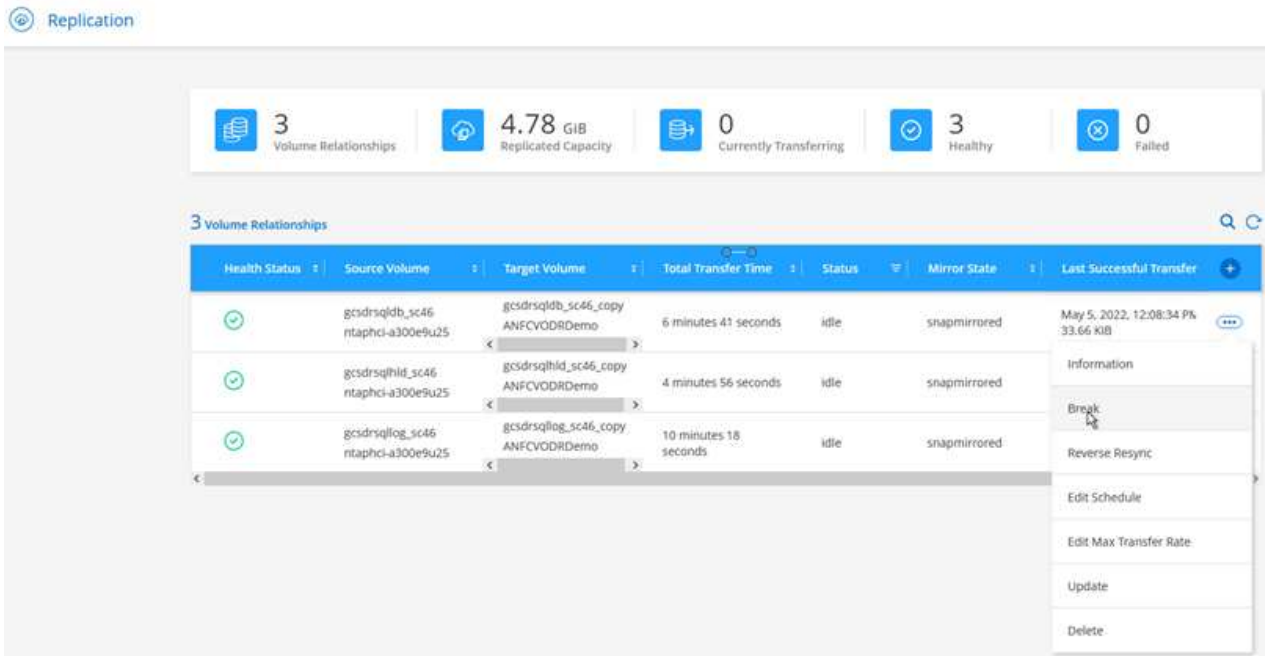 Replication
3
Volume Relationships
4.78 GiB
Replicated Capacity
0
Currently Transferring
3
Healthy
0
Failed
3 Volume Relationships
Health Status Source Volume Target Volume Total Transfer Time Status Mirror State Last Successful Transfer
gcsdrsqldb_sc46
ntaphci-a300e9u25
gcsdrsqldb_sc46_copy
ANFCVODRDemo
6 minutes 41 seconds
idle
snapmirrored
May 5, 2022, 12:08:34 PM
33.66 KiB
gcsdrsqlhld_sc46
ntaphci-a300e9u25
gcsdrsqlhld_sc46_copy
ANFCVODRDemo
4 minutes 56 seconds
idle
snapmirrored
gcsdrsqllog_sc46
ntaphci-a300e9u25
gcsdrsqllog_sc46_copy
ANFCVODRDemo
10 minutes 18
seconds
idle
snapmirrored
Information
Break
Reverse Resync
Edit Schedule
Edit Max Transfer Rate
Update
Delete